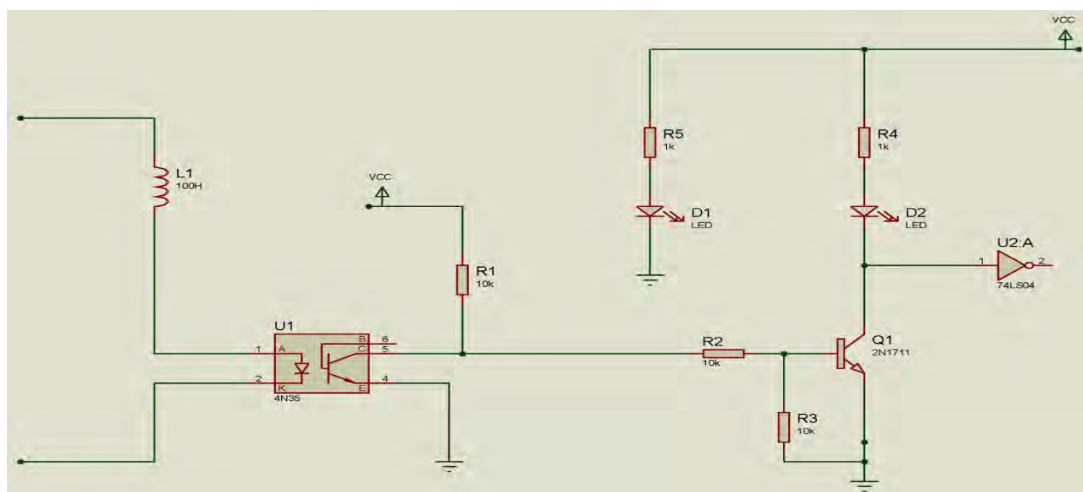 VCC
R5
1k
R4
1k
L1
100H
VCC
D1
LED
D2
LED
U2:A
1
2
74LS04
R1
10k
U1
B
6
1
A
C
5
R2
10k
Q1
2N1711
2
K
E
4
4N35
R3
10k